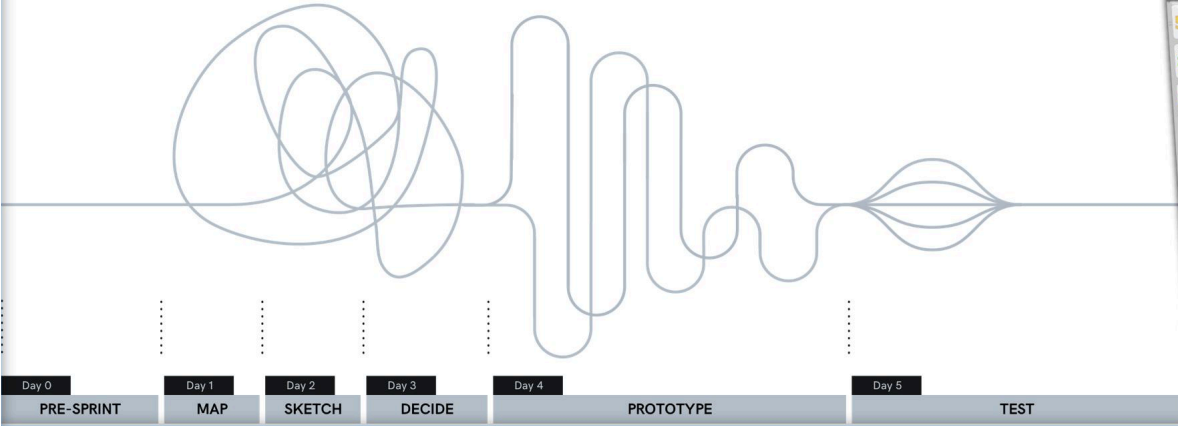 Day 0
Day 1
Day 2
Day 3
Day 4
Day 5
PRE-SPRINT
MAP
SKETCH
DECIDE
PROTOTYPE
TEST